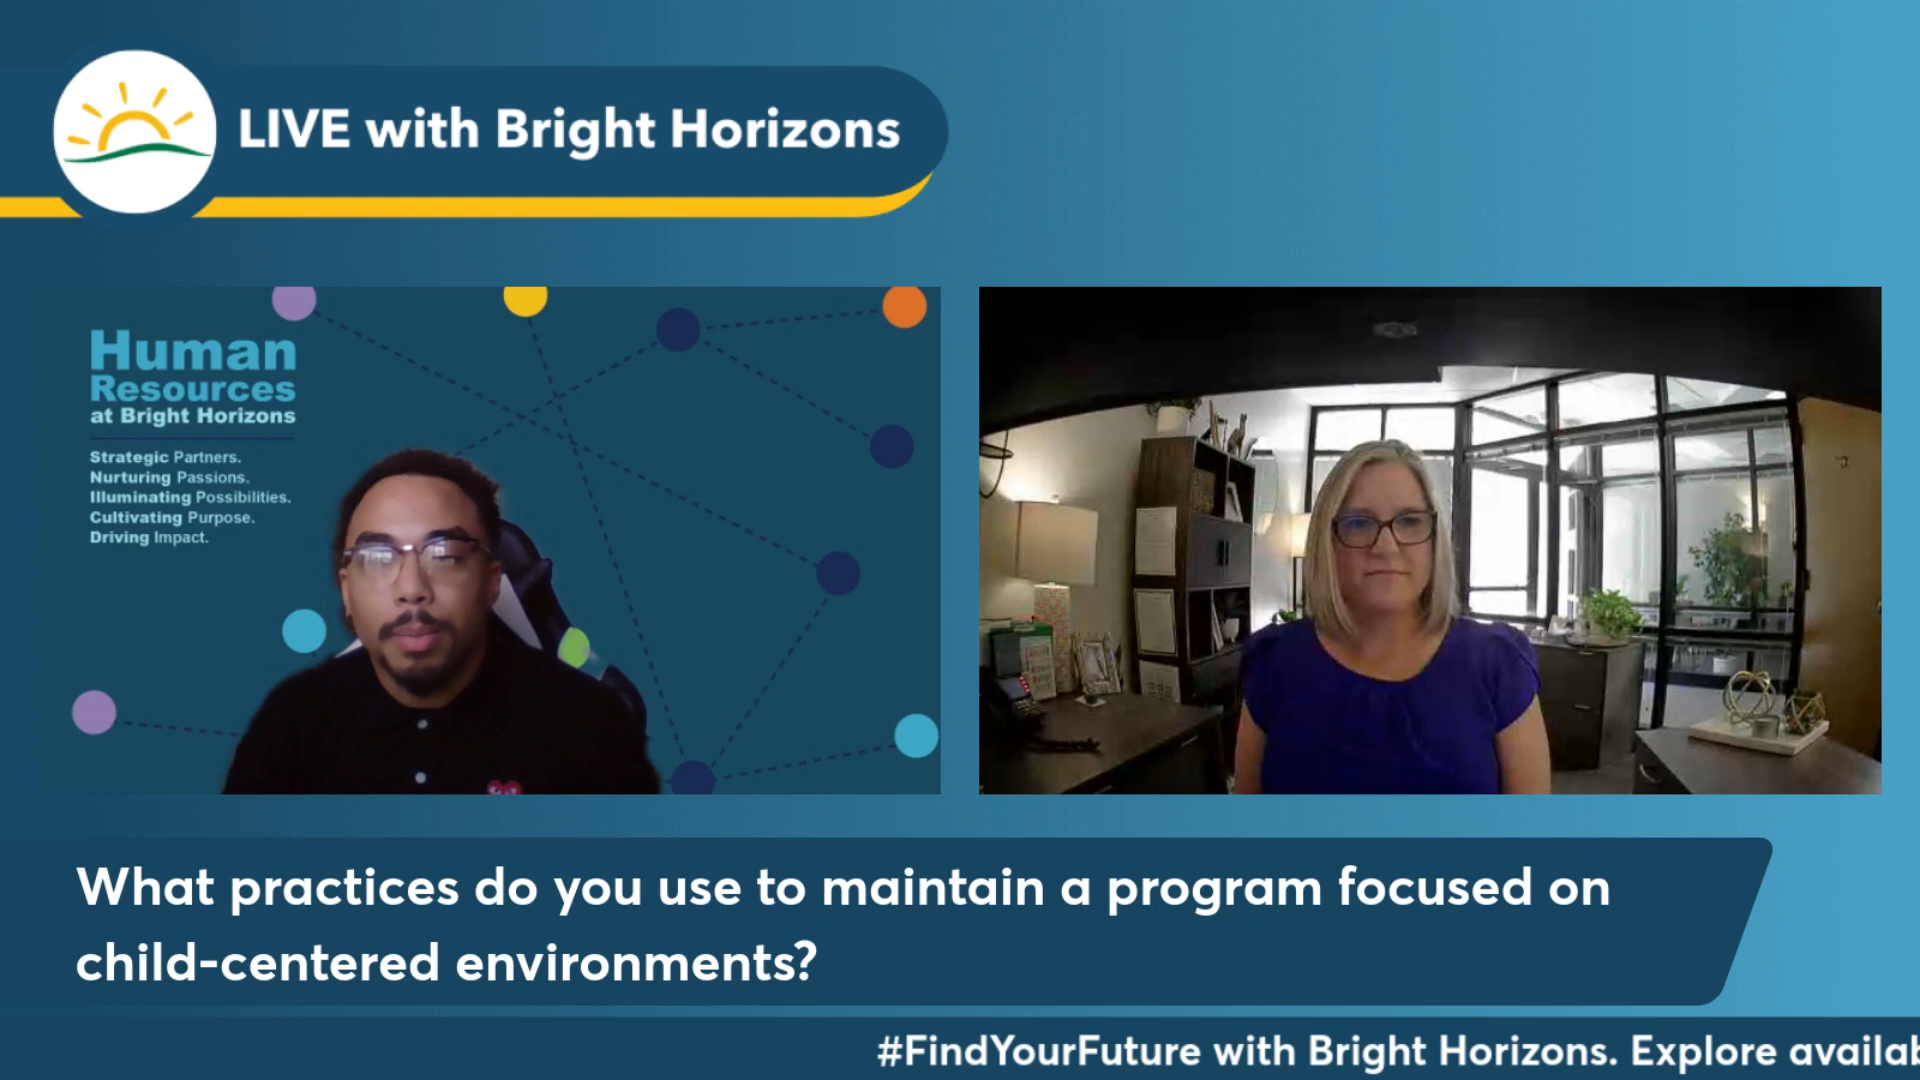 LIVE with Bright Horizons
Human
Resources
at Bright Horizons
Strategic Partners.
Nurturing Passions.
Illuminating Possibilities.
Cultivating Purpose.
Driving Impact.
What practices do you use to maintain a program focused on
child-centered environments?
#FindYourFuture with Bright Horizons. Explore